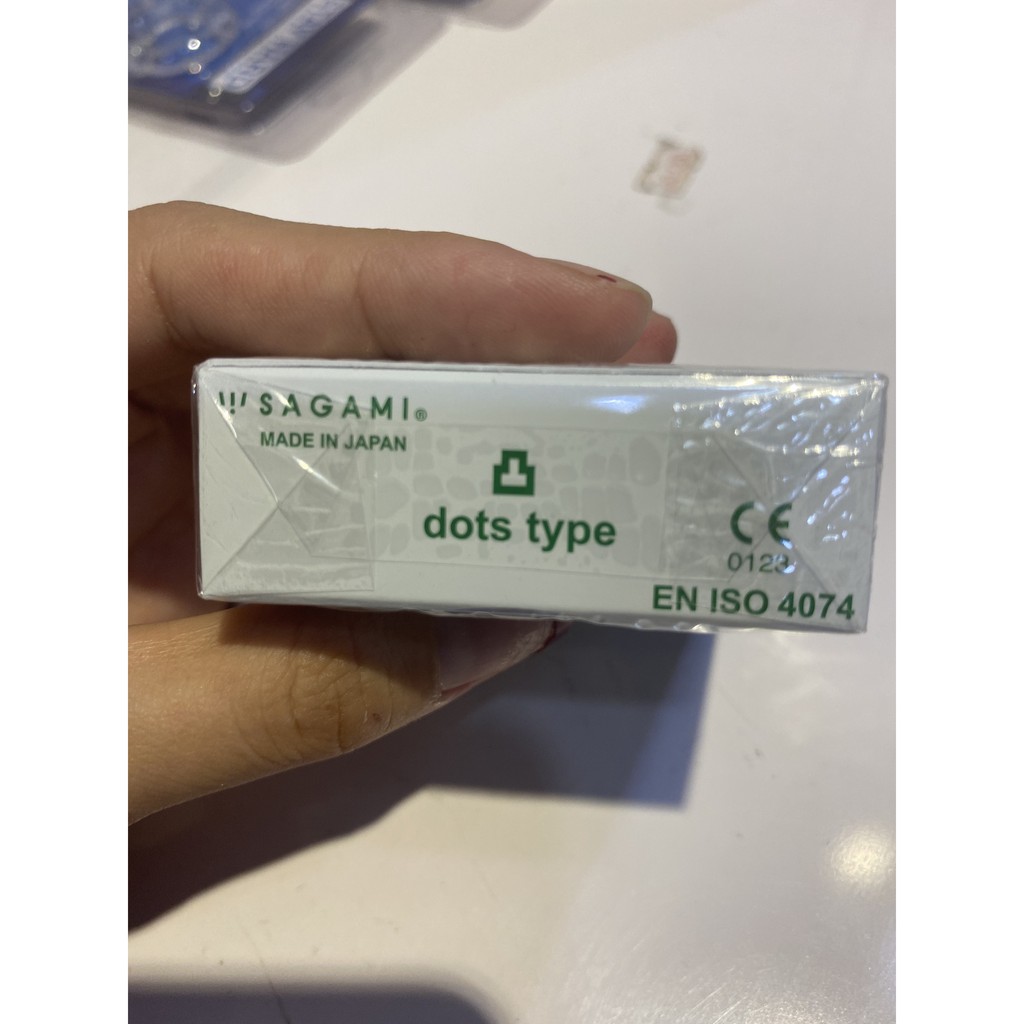 SAGAMI®
MADE IN JAPAN
dots type
CE
0123
EN ISO 4074